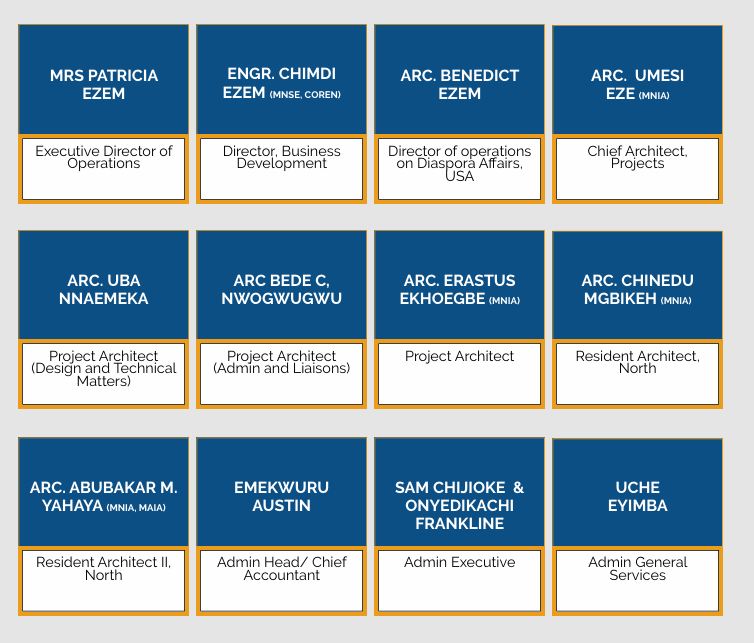 MRS PATRICIA
EZEM
Executive Director of
Operations
ENGR. CHIMDI
EZEM (MNSE, COREN)
Director, Business
Development
ARC. BENEDICT
EZEM
Director of operations
on Diaspora Affairs,
USA
ARC. UMESI
EZE (MNIA)
Chief Architect,
Projects
ARC. UBA
NNAEMEKA
Project Architect
(Design and Technical
Matters)
ARC BEDE C,
NWOGWUGWU
Project Architect
(Admin and Liaisons)
ARC. ERASTUS
EKHOEGBE (MNIA)
Project Architect
ARC. CHINEDU
MGBIKEH (MNIA)
Resident Architect,
North
ARC. ABUBAKAR M.
YAHAYA (MNIA, MAIA)
Resident Architect II,
North
EMEKWURU
AUSTIN
Admin Head/ Chief
Accountant
SAM CHIJIOKE &
ONYEDIKACHI
FRANKLINE
Admin Executive
UCHE
EYIMBA
Admin General
Services